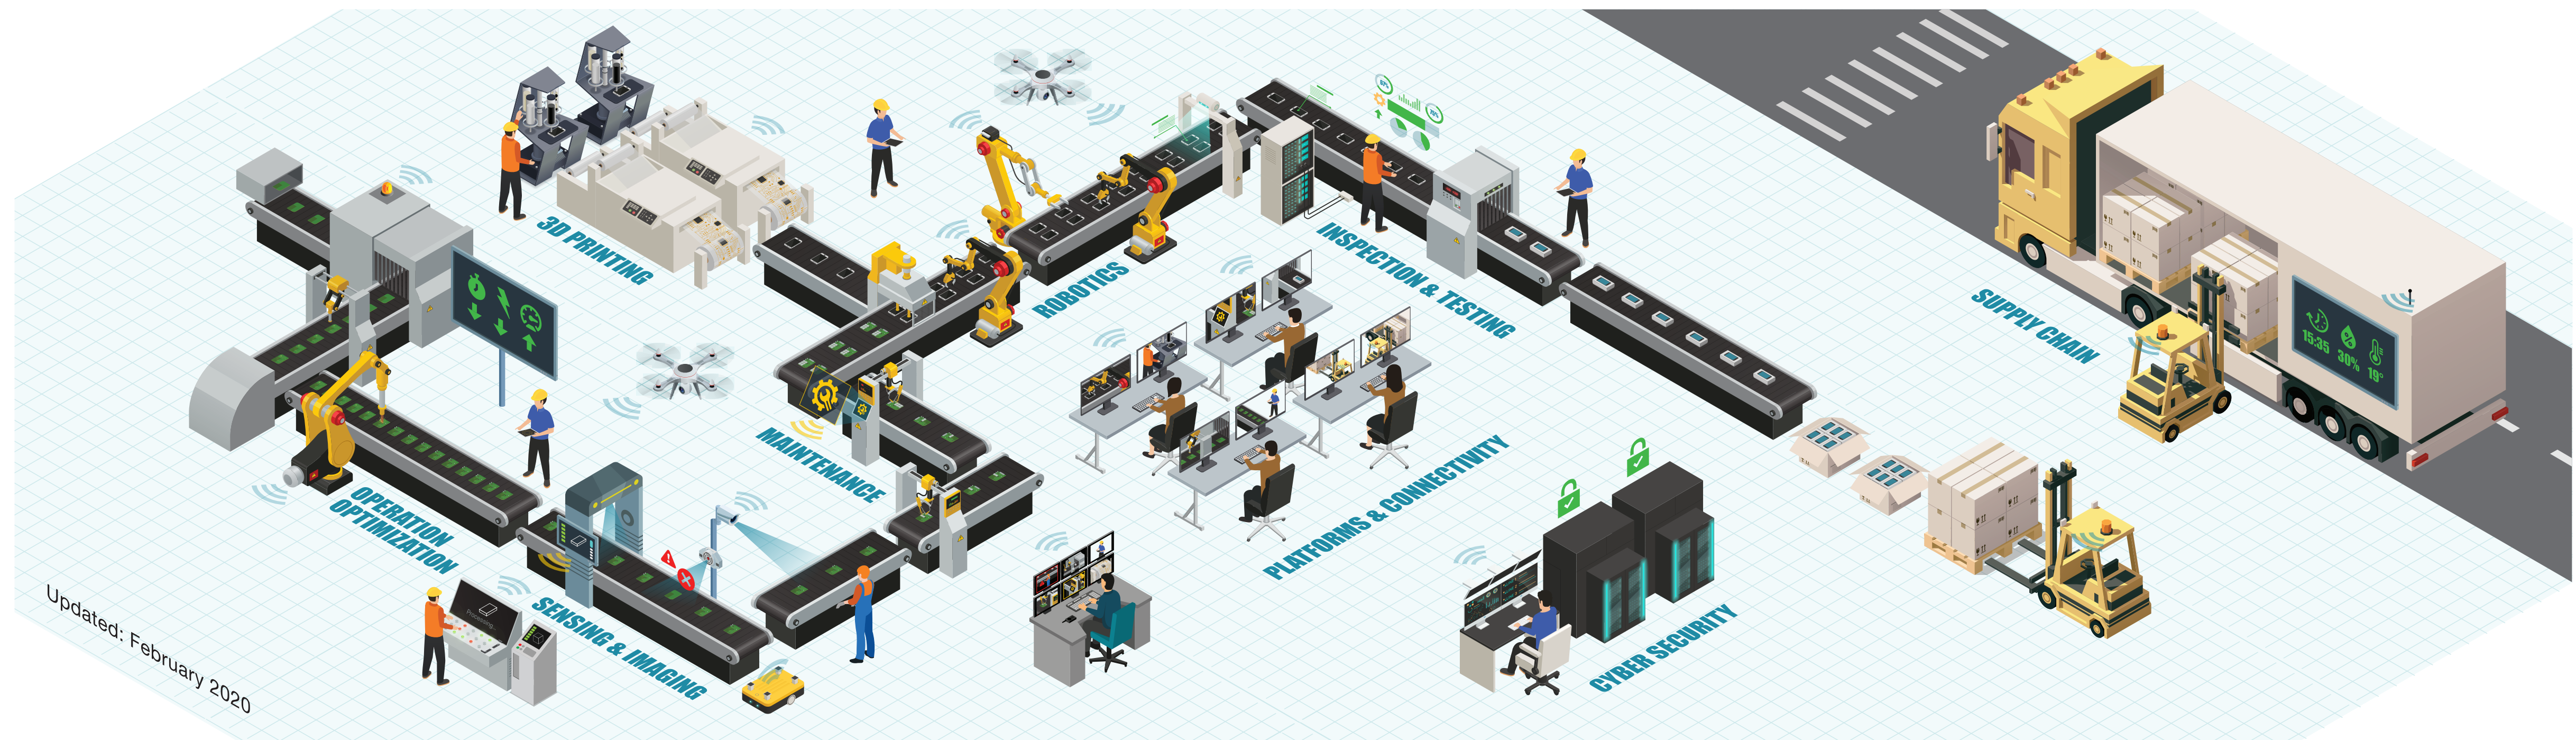 3D PRINTING
ROBOTICS
INSPECTION & TESTING
SUPPLY CHAIN
15:35 30% 19°
OPERATION
OPTIMIZATION
MAINTENANCE
PLATFORMS & CONNECTIVITY
SENSING & IMAGING
Processing...
CYBER SECURITY
Updated: February 2020